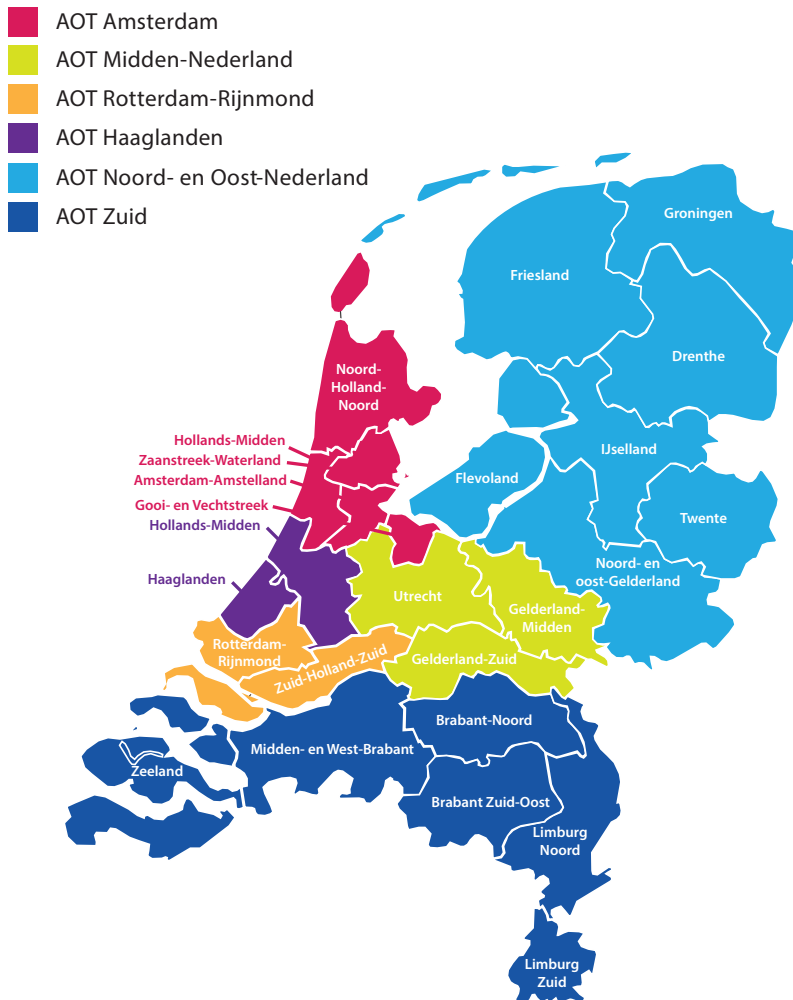 AOT Amsterdam
AOT Midden-Nederland
AOT Rotterdam-Rijnmond
AOT Haaglanden
AOT Noord- en Oost-Nederland
AOT Zuid
Groningen
Friesland
Drenthe
Noord-
Holland-
Noord
Hollands-Midden
Zaanstreek-Waterland
Amsterdam-Amstelland
Gooi- en Vechtstreek
Hollands-Midden
Haaglanden
IJselland
Flevoland
Twente
Noord- en
oost-Gelderland
Utrecht
Gelderland-
Midden
Rotterdam-
Rijnmond
Zuid-Holland-Zuid
Gelderland-Zuid
Brabant-Noord
Midden- en West-Brabant
Zeeland
Brabant Zuid-Oost
Limburg
Noord
Limburg
Zuid